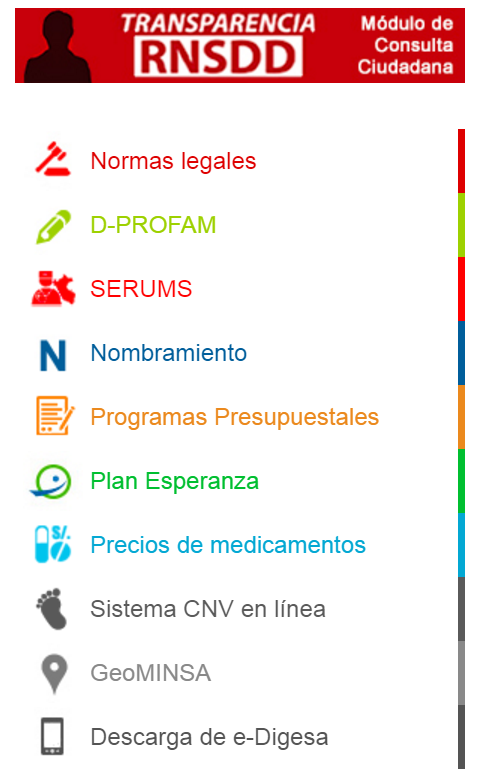 TRANSPARENCIA
RNSDD
Módulo de
Consulta
Ciudadana
Normas legales
D-PROFAM
SERUMS
N
Nombramiento
Programas Presupuestales
Plan Esperanza
S/.
Precios de medicamentos
Sistema CNV en línea
GeoMINSA
Descarga de e-Digesa